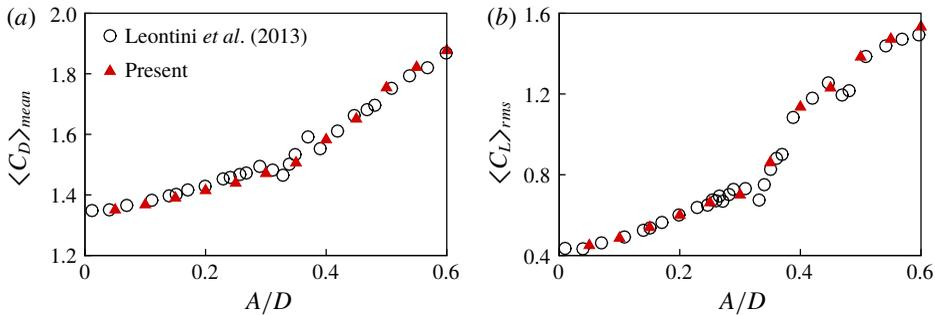 (a)
2.0
1.8
1.6
1.4
1.2
⟨C_D⟩mean
Leontini et al. (2013)
Present
0
0.2
0.4
0.6
A/D
(b)
1.6
1.2
0.8
0.4
⟨C_L⟩rms
0
0.2
0.4
0.6
A/D